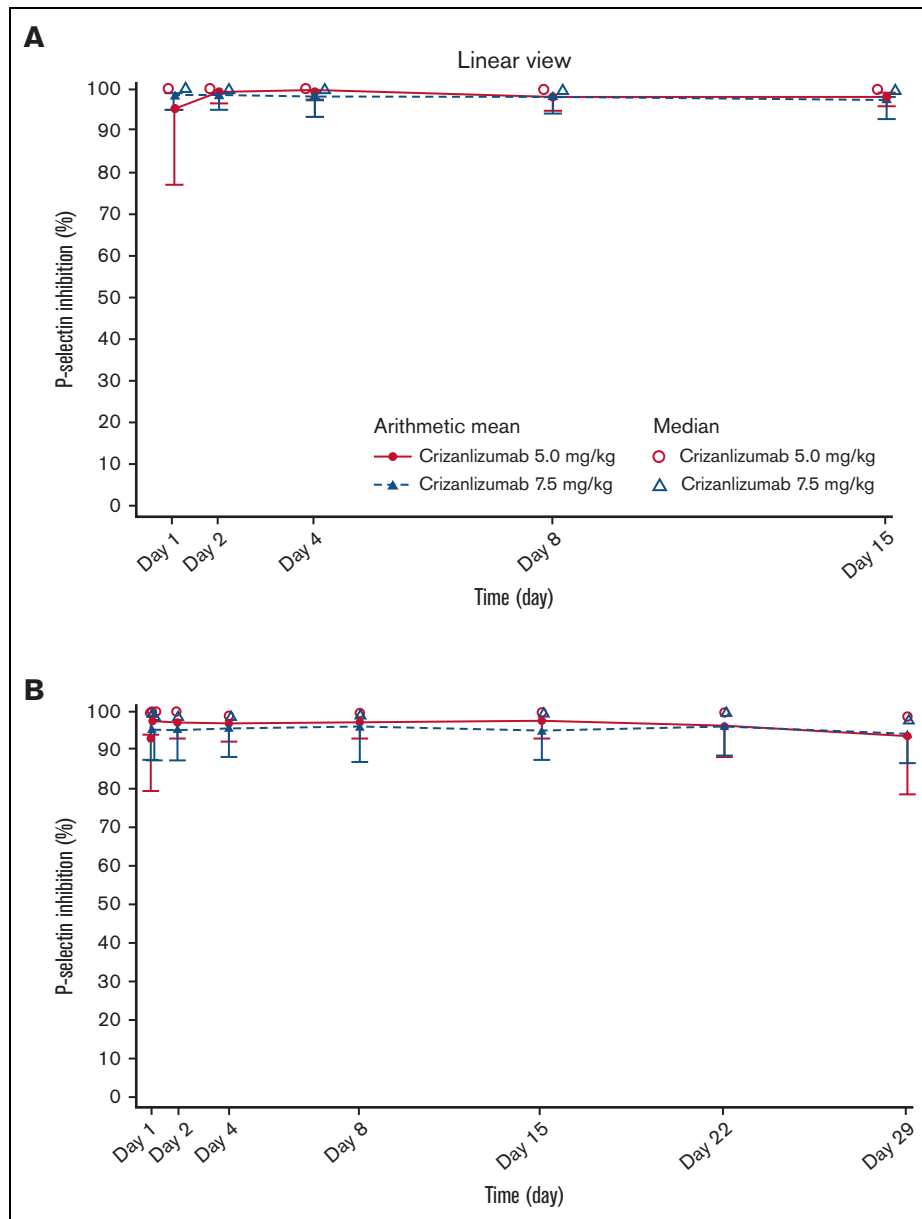 A
Linear view
100
90
80
70
60
50
40
30
20
10
0
P-selectin inhibition (%)
Arithmetic mean
Crizanlizumab 5.0 mg/kg
Crizanlizumab 7.5 mg/kg
Median
Crizanlizumab 5.0 mg/kg
Crizanlizumab 7.5 mg/kg
Day 1
Day 2
Day 4
Day 8
Day 15
Time (day)
B
100
90
80
70
60
50
40
30
20
10
0
P-selectin inhibition (%)
Day 1
Day 2
Day 4
Day 8
Day 15
Day 22
Day 29
Time (day)